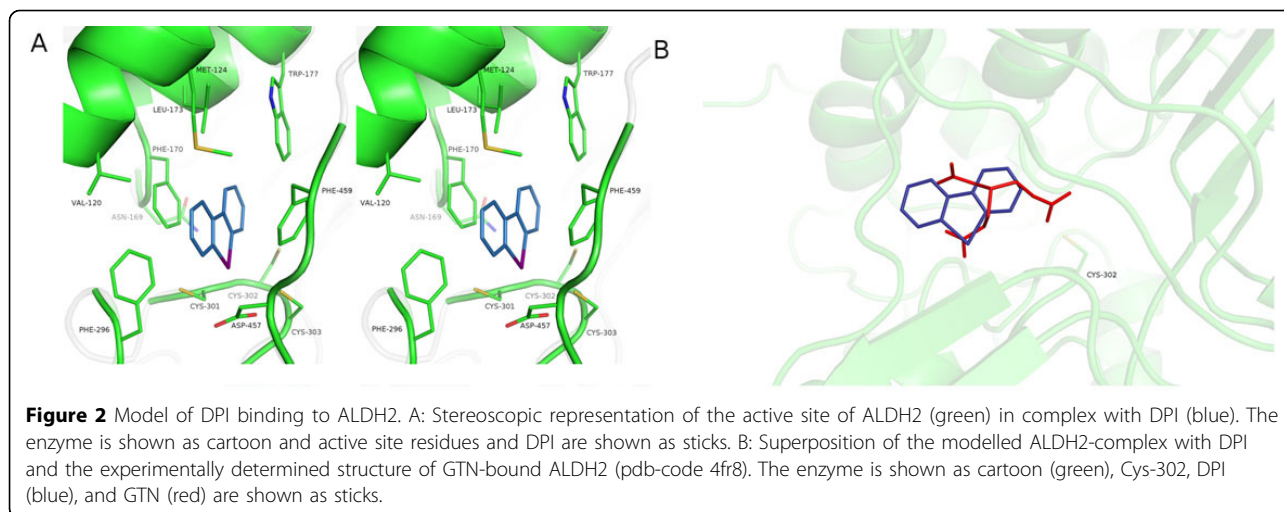 A
MET-124
TRP-177
LEU-173
PHE-170
VAL-120
ASN-169
PHE-459
PHE-296
CYS-301
CYS-302
ASP-457
CYS-303
MET-124
TRP-177
LEU-173
PHE-170
VAL-120
ASN-169
PHE-459
PHE-296
CYS-301
CYS-302
ASP-457
CYS-303
B
CYS-302
Figure 2 Model of DPI binding to ALDH2. A: Stereoscopic representation of the active site of ALDH2 (green) in complex with DPI (blue). The
enzyme is shown as cartoon and active site residues and DPI are shown as sticks. B: Superposition of the modelled ALDH2-complex with DPI
and the experimentally determined structure of GTN-bound ALDH2 (pdb-code 4fr8). The enzyme is shown as cartoon (green), Cys-302, DPI
(blue), and GTN (red) are shown as sticks.